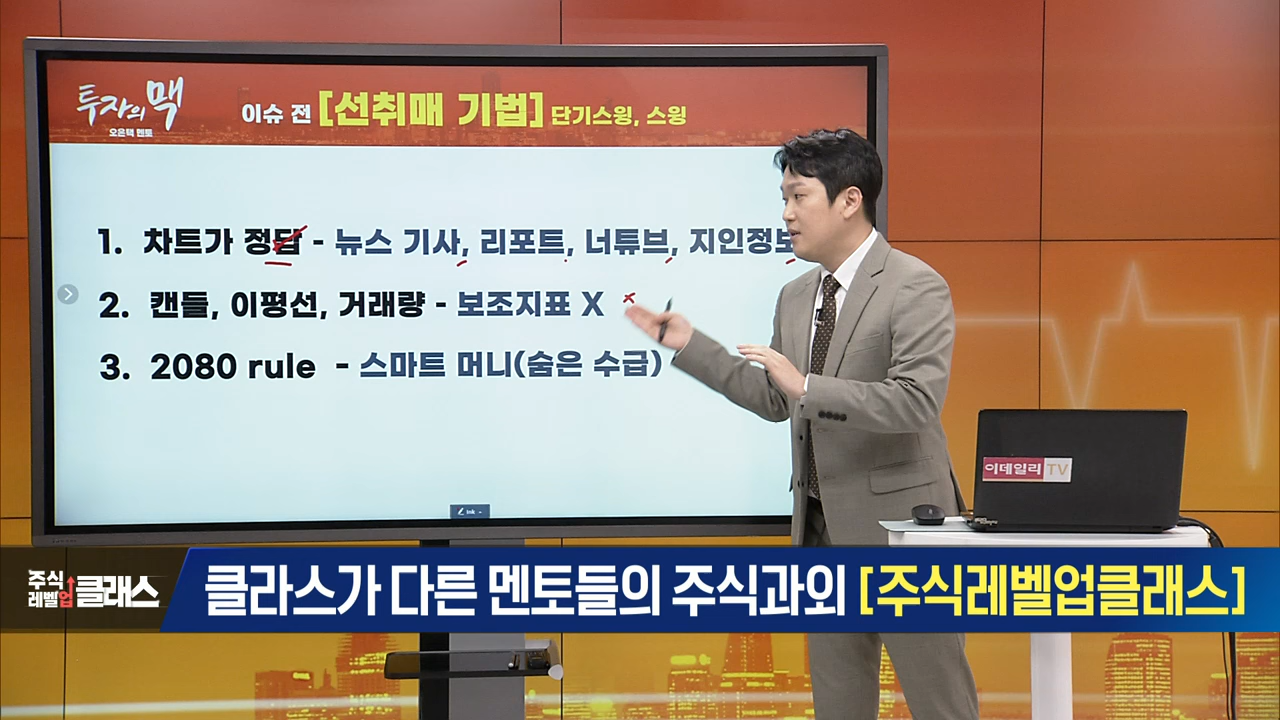 투자의 맥
오은택 멘토
이슈 전 [선취매 기법] 단기스윙, 스윙
1. 차트가 정답 - 뉴스 기사, 리포트, 너튜브, 지인정보
2. 캔들, 이평선, 거래량 - 보조지표 X
3. 2080 rule - 스마트 머니(숨은 수급)
Ink
이데일리 TV
주식
레벨업 클래스
클라스가 다른 멘토들의 주식과외 [주식레벨업클래스]